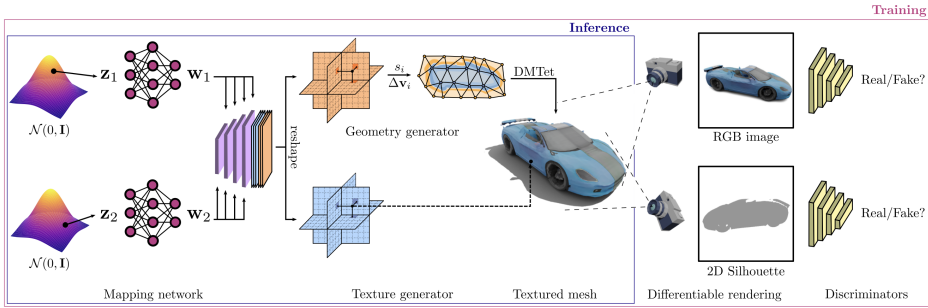 Training
Inference
z₁
w₁
𝒩(0, I)
reshape
s_i
Δv_i
DMTet
Geometry generator
RGB image
Real/Fake?
z₂
w₂
𝒩(0, I)
Real/Fake?
2D Silhouette
Mapping network
Texture generator
Textured mesh
Differentiable rendering
Discriminators